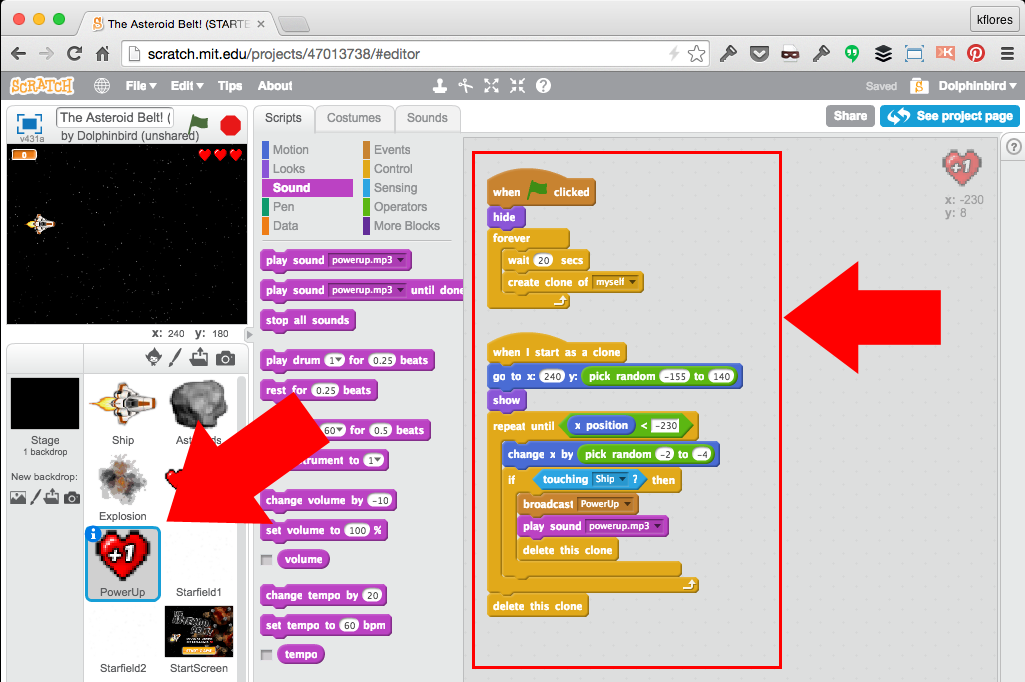 The Asteroid Belt! (STARTE
kflores
scratch.mit.edu/projects/47013738/#editor
SCRATCH
File
Edit
Tips
About
Saved
Dolphinbird
v431a
The Asteroid Belt! (
by Dolphinbird (unshared)
Scripts
Costumes
Sounds
Share
See project page
Motion
Events
Looks
Control
Sound
Sensing
Pen
Operators
Data
More Blocks
0
play sound powerup.mp3
play sound powerup.mp3 until done
stop all sounds
play drum 1 for 0.25 beats
rest for 0.25 beats
60 for 0.5 beats
trument to 1
change volume by -10
set volume to 100 %
volume
change tempo by 20
set tempo to 60 bpm
tempo
x: 240 y: 180
Stage
1 backdrop
New backdrop:
Ship
Explosion
+1
PowerUp
Starfield1
Starfield2
StartScreen
when clicked
hide
forever
wait 20 secs
create clone of myself
when I start as a clone
go to x: 240 y: pick random -155 to 140
show
repeat until x position < -230
change x by pick random -2 to -4
if touching Ship ? then
broadcast PowerUp
play sound powerup.mp3
delete this clone
delete this clone
+1
x: -230
y: 8
?